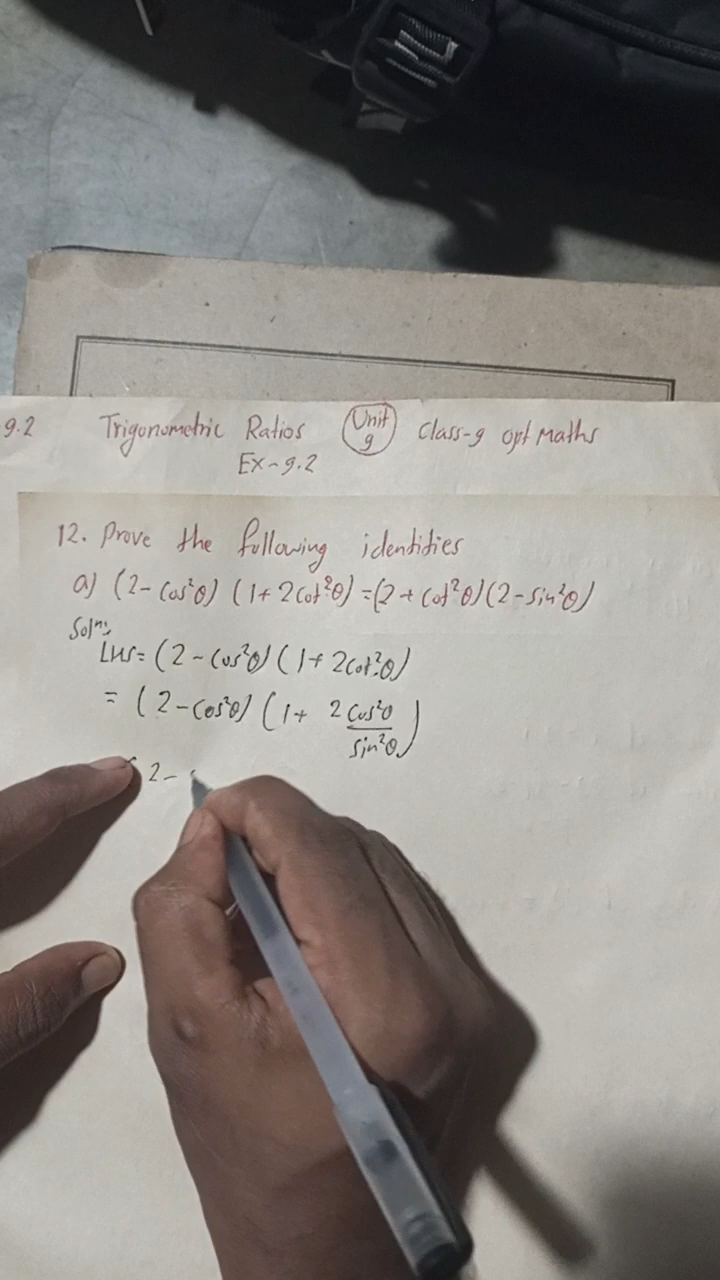 9.2 Trigonometric Ratios Unit 9 Class-9 opt Maths
Ex-9.2
12. Prove the following identities
a) (2-Cos²θ) (1+2Cot²θ) =(2+Cot²θ)(2-Sin²θ)
Solⁿ:
LHS= (2-Cos²θ)(1+2Cot²θ)
= (2-Cos²θ) (1+ 2Cos²θ/Sin²θ)
2-